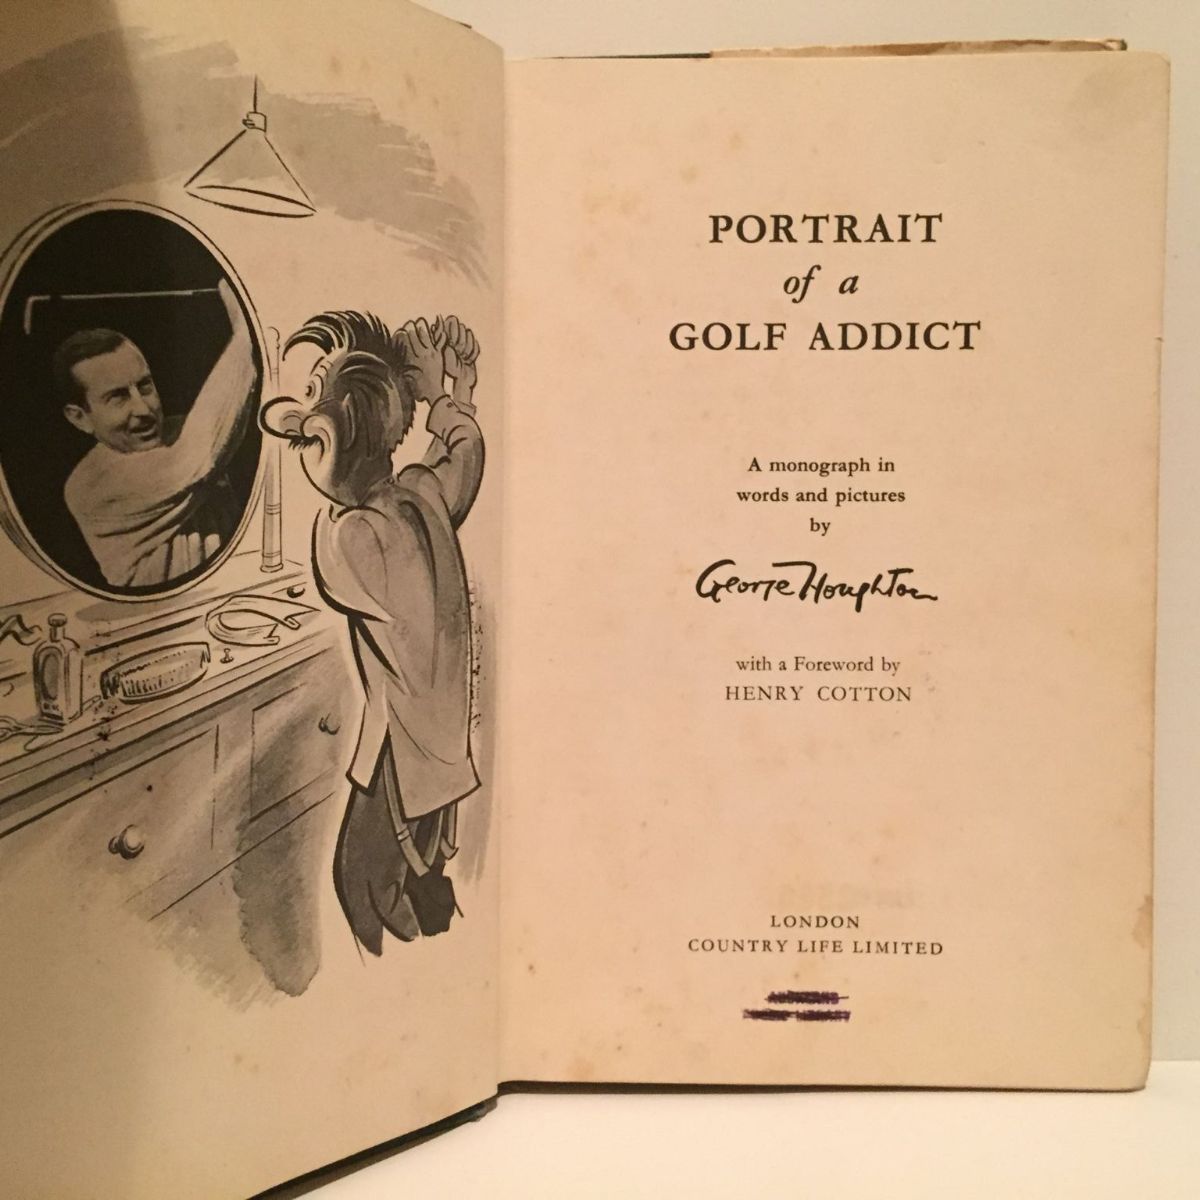 PORTRAIT
of a
GOLF ADDICT
A monograph in
words and pictures
by
George Houghton
with a Foreword by
HENRY COTTON
LONDON
COUNTRY LIFE LIMITED
LIBRARY